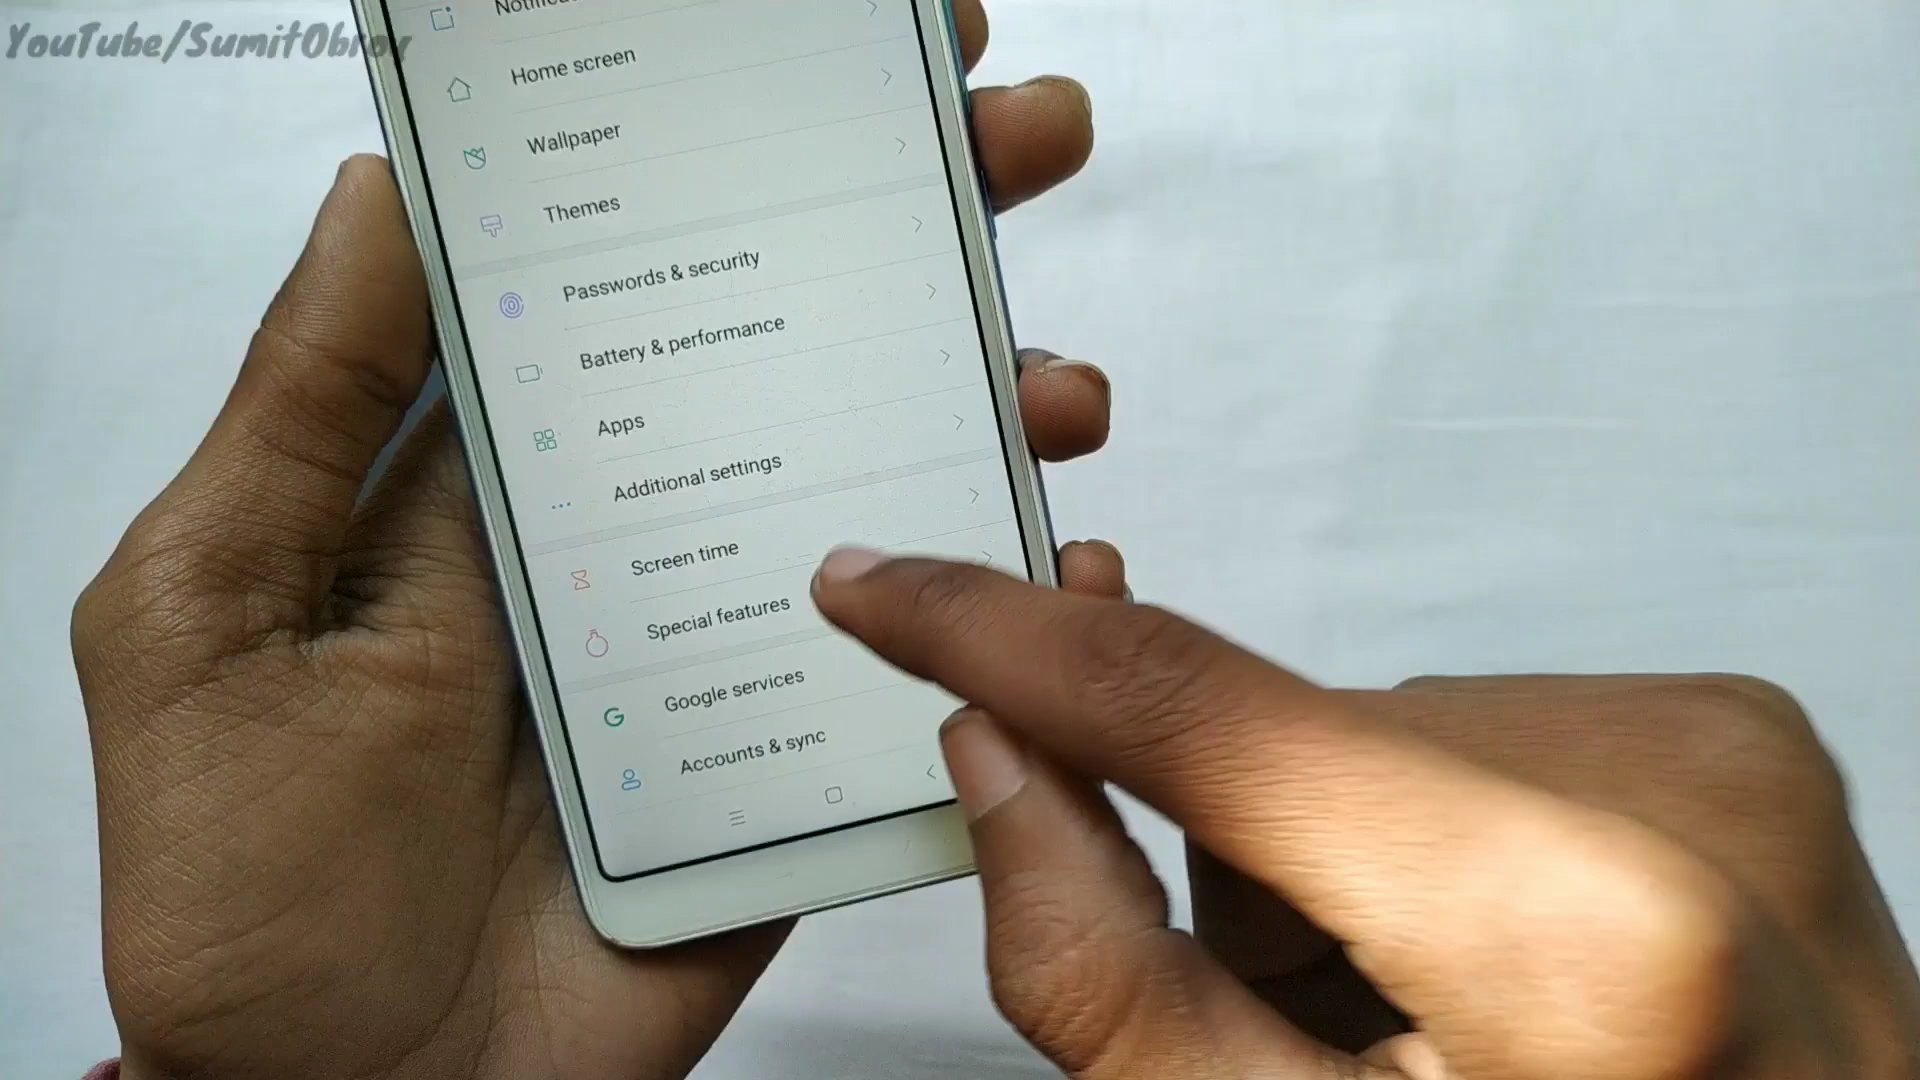 YouTube/SumitObroy
Home screen
Wallpaper
Themes
Passwords & security
Battery & performance
Apps
Additional settings
Screen time
Special features
Google services
Accounts & sync